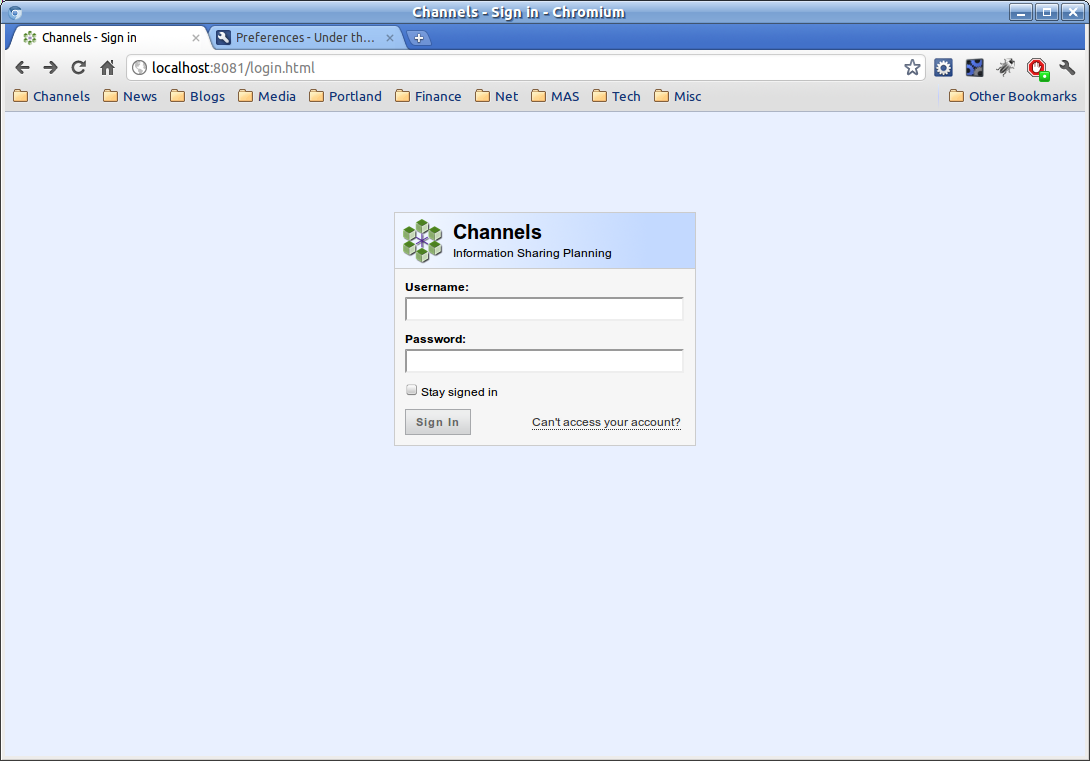 Channels - Sign in - Chromium
Channels - Sign in
Preferences - Under th...
localhost:8081/login.html
Channels News Blogs Media Portland Finance Net MAS Tech Misc Other Bookmarks
Channels
Information Sharing Planning
Username:
Password:
Stay signed in
Sign In Can't access your account?